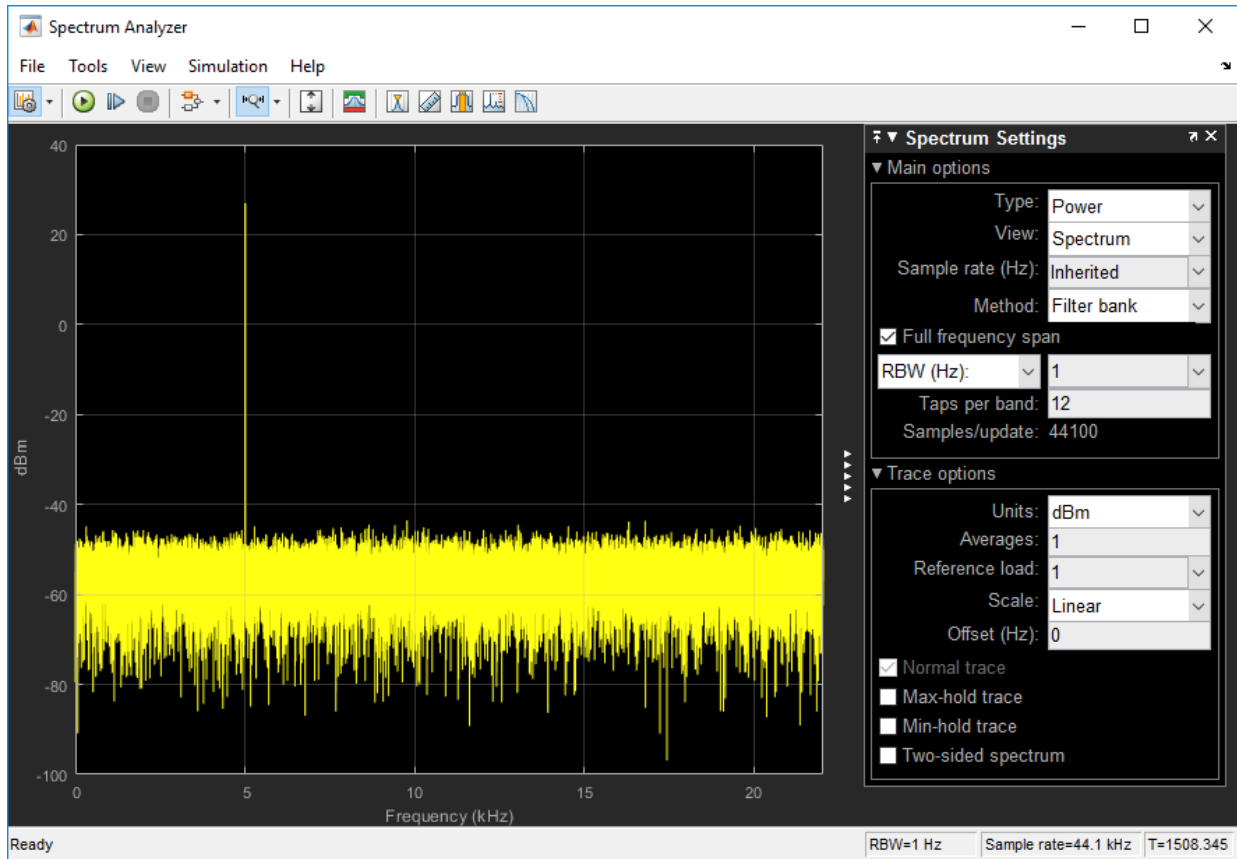 Spectrum Analyzer
File Tools View Simulation Help
40
20
0
-20
-40
-60
-80
-100
dBm
0 5 10 15 20
Frequency (kHz)
Spectrum Settings
Main options
Type: Power
View: Spectrum
Sample rate (Hz): Inherited
Method: Filter bank
Full frequency span
RBW (Hz): 1
Taps per band: 12
Samples/update: 44100
Trace options
Units: dBm
Averages: 1
Reference load: 1
Scale: Linear
Offset (Hz): 0
Normal trace
Max-hold trace
Min-hold trace
Two-sided spectrum
Ready RBW=1 Hz Sample rate=44.1 kHz T=1508.345